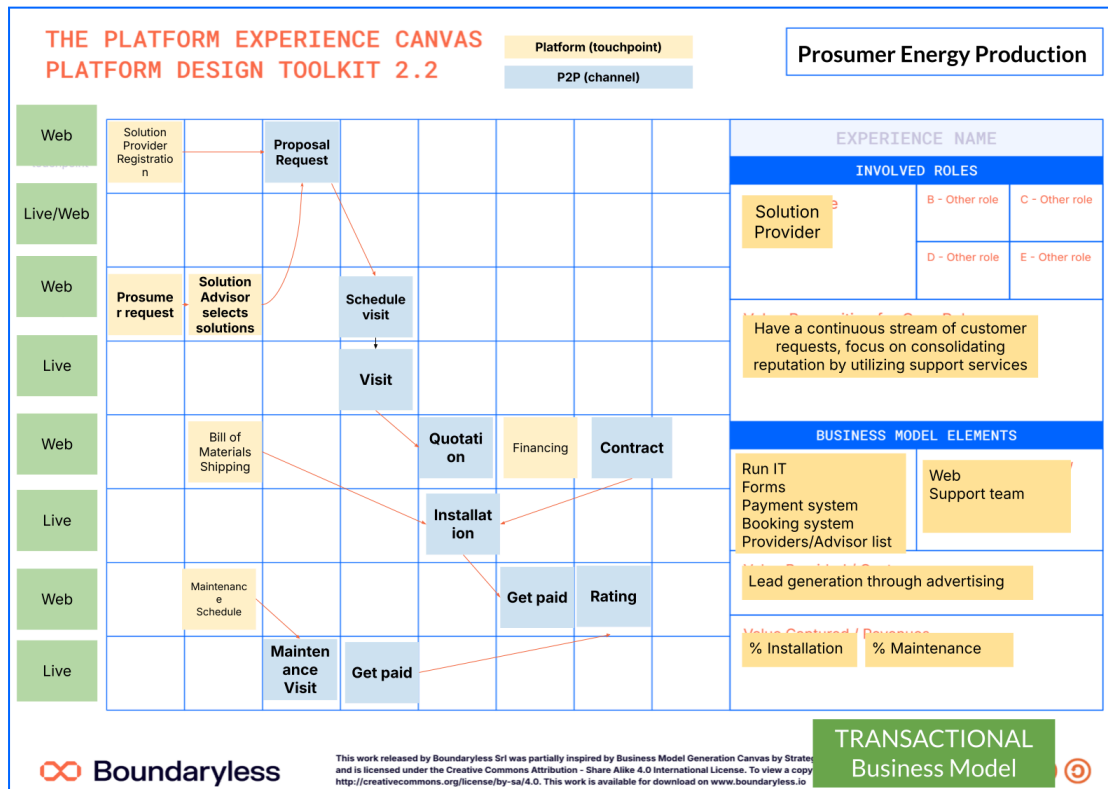 THE PLATFORM EXPERIENCE CANVAS
PLATFORM DESIGN TOOLKIT 2.2
Platform (touchpoint)
P2P (channel)
Prosumer Energy Production
Web
Solution
Provider
Registratio
n
Proposal
Request
Live/Web
Web
Prosume
r request
Solution
Advisor
selects
solutions
Schedule
visit
Live
Visit
Web
Bill of
Materials
Shipping
Quotati
on
Financing
Contract
Live
Installat
ion
Web
Maintenanc
e
Schedule
Get paid
Rating
Live
Mainten
ance
Visit
Get paid
EXPERIENCE NAME
INVOLVED ROLES
Solution
Provider
B - Other role
C - Other role
D - Other role
E - Other role
Have a continuous stream of customer
requests, focus on consolidating
reputation by utilizing support services
BUSINESS MODEL ELEMENTS
Run IT
Forms
Payment system
Booking system
Providers/Advisor list
Web
Support team
Lead generation through advertising
Value Captured / Revenues
% Installation
% Maintenance
TRANSACTIONAL
Business Model
Boundaryless
This work released by Boundaryless Srl was partially inspired by Business Model Generation Canvas by
and is licensed under the Creative Commons Attribution - Share Alike 4.0 International License. To view a copy
http://creativecommons.org/license/by-sa/4.0. This work is available for download on www.boundaryless.io